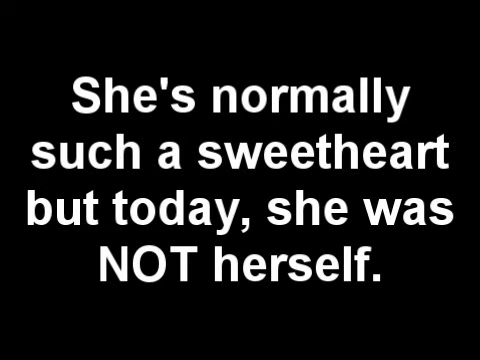 She's normally
such a sweetheart
but today, she was
NOT herself.